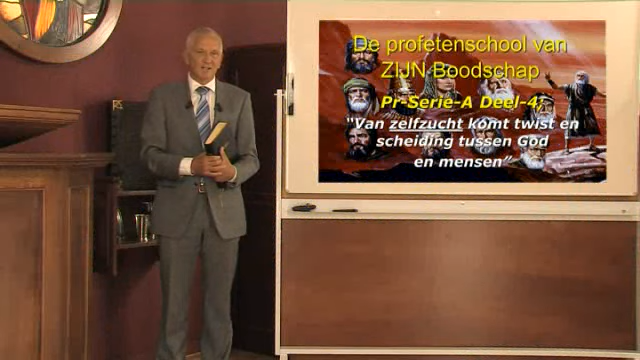 De profetenschool van
ZIJN Boodschap
Pr-Serie-A Deel-4;
“Van zelfzucht komt twist en
scheiding tussen God
en mensen”